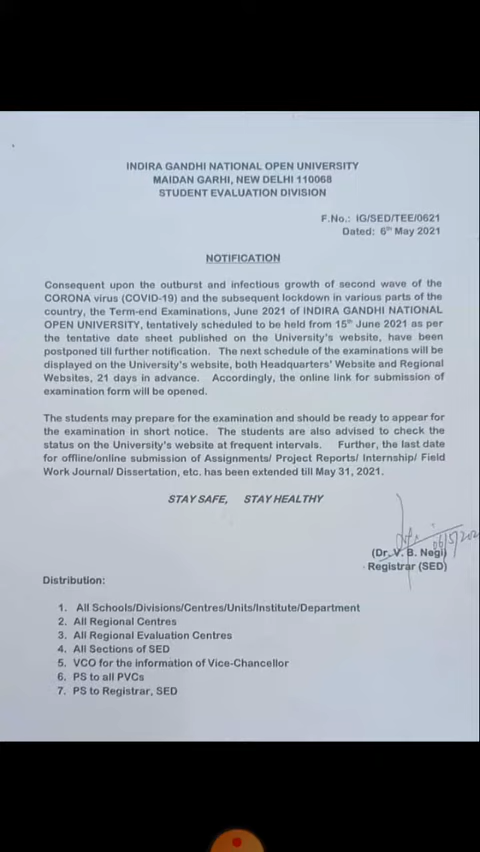 INDIRA GANDHI NATIONAL OPEN UNIVERSITY
MAIDAN GARHI, NEW DELHI 110068
STUDENT EVALUATION DIVISION
F.No.: IG/SED/TEE/0621
Dated: 6th May 2021
NOTIFICATION
Consequent upon the outburst and infectious growth of second wave of the
CORONA virus (COVID-19) and the subsequent lockdown in various parts of the
country, the Term-end Examinations, June 2021 of INDIRA GANDHI NATIONAL
OPEN UNIVERSITY, tentatively scheduled to be held from 15th June 2021 as per
the tentative date sheet published on the University's website, have been
postponed till further notification. The next schedule of the examinations will be
displayed on the University's website, both Headquarters' Website and Regional
Websites, 21 days in advance. Accordingly, the online link for submission of
examination form will be opened.
The students may prepare for the examination and should be ready to appear for
the examination in short notice. The students are also advised to check the
status on the University's website at frequent intervals. Further, the last date
for offline/online submission of Assignments/ Project Reports/ Internship/ Field
Work Journal/ Dissertation, etc. has been extended till May 31, 2021.
STAY SAFE, STAY HEALTHY
(Dr. V. B. Negi)
Registrar (SED)
Distribution:
1. All Schools/Divisions/Centres/Units/Institute/Department
2. All Regional Centres
3. All Regional Evaluation Centres
4. All Sections of SED
5. VCO for the information of Vice-Chancellor
6. PS to all PVCs
7. PS to Registrar, SED